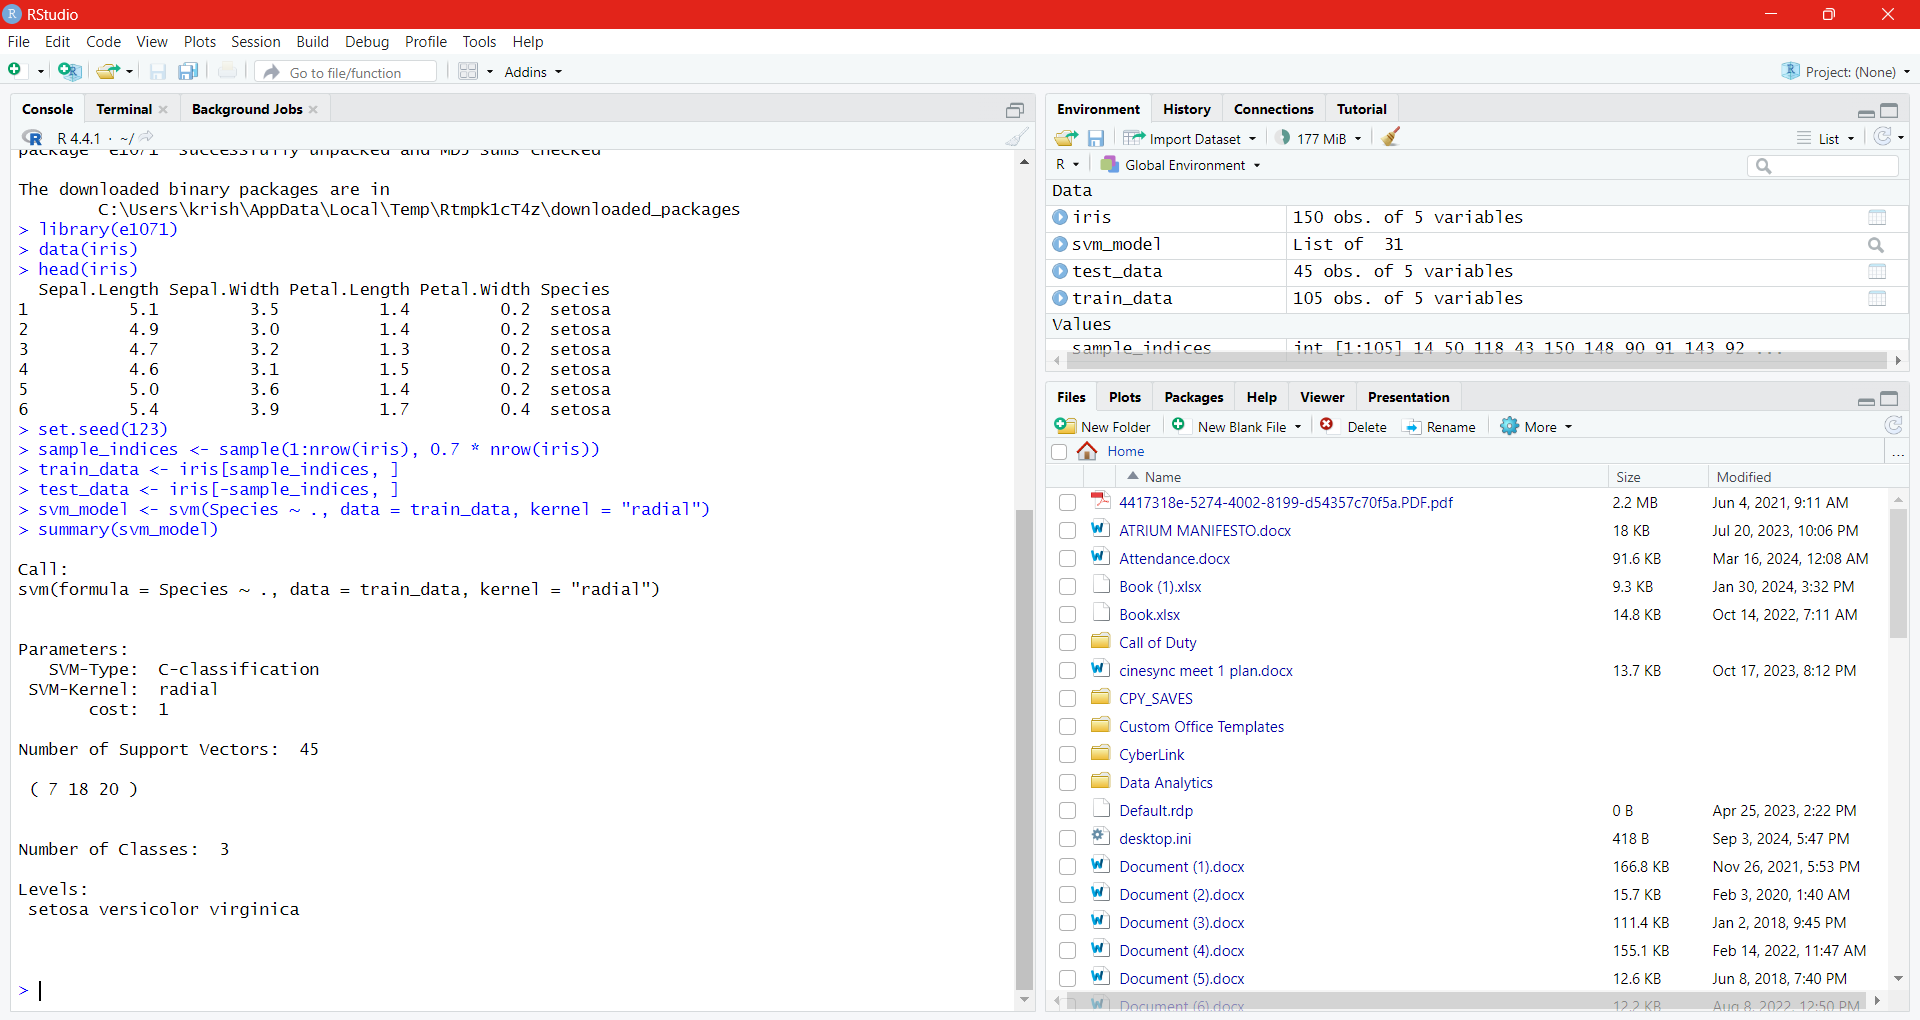 RStudio
File Edit Code View Plots Session Build Debug Profile Tools Help
Go to file/function Addins Project: (None)
Console Terminal Background Jobs
R 4.4.1 · ~/
package 'e1071' successfully unpacked and MD5 sums checked
The downloaded binary packages are in
C:\Users\krish\AppData\Local\Temp\Rtmpk1cT4z\downloaded_packages
> library(e1071)
> data(iris)
> head(iris)
Sepal.Length Sepal.Width Petal.Length Petal.Width Species
1 5.1 3.5 1.4 0.2 setosa
2 4.9 3.0 1.4 0.2 setosa
3 4.7 3.2 1.3 0.2 setosa
4 4.6 3.1 1.5 0.2 setosa
5 5.0 3.6 1.4 0.2 setosa
6 5.4 3.9 1.7 0.4 setosa
> set.seed(123)
> sample_indices <- sample(1:nrow(iris), 0.7 * nrow(iris))
> train_data <- iris[sample_indices, ]
> test_data <- iris[-sample_indices, ]
> svm_model <- svm(Species ~ ., data = train_data, kernel = "radial")
> summary(svm_model)
Call:
svm(formula = Species ~ ., data = train_data, kernel = "radial")
Parameters:
SVM-Type: C-classification
SVM-Kernel: radial
cost: 1
Number of Support Vectors: 45
( 7 18 20 )
Number of Classes: 3
Levels:
setosa versicolor virginica
>
Environment History Connections Tutorial
Import Dataset 177 MiB List
R Global Environment
Data
iris 150 obs. of 5 variables
svm_model List of 31
test_data 45 obs. of 5 variables
train_data 105 obs. of 5 variables
Values
sample_indices int [1:105] 14 50 118 43 150 148 90 91 143 92 ...
Files Plots Packages Help Viewer Presentation
New Folder New Blank File Delete Rename More
Home ...
Name Size Modified
4417318e-5274-4002-8199-d54357c70f5a.PDF.pdf 2.2 MB Jun 4, 2021, 9:11 AM
ATRIUM MANIFESTO.docx 18 KB Jul 20, 2023, 10:06 PM
Attendance.docx 91.6 KB Mar 16, 2024, 12:08 AM
Book (1).xlsx 9.3 KB Jan 30, 2024, 3:32 PM
Book.xlsx 14.8 KB Oct 14, 2022, 7:11 AM
Call of Duty
cinesync meet 1 plan.docx 13.7 KB Oct 17, 2023, 8:12 PM
CPY_SAVES
Custom Office Templates
CyberLink
Data Analytics
Default.rdp 0 B Apr 25, 2023, 2:22 PM
desktop.ini 418 B Sep 3, 2024, 5:47 PM
Document (1).docx 166.8 KB Nov 26, 2021, 5:53 PM
Document (2).docx 15.7 KB Feb 3, 2020, 1:40 AM
Document (3).docx 111.4 KB Jan 2, 2018, 9:45 PM
Document (4).docx 155.1 KB Feb 14, 2022, 11:47 AM
Document (5).docx 12.6 KB Jun 8, 2018, 7:40 PM
Document (6).docx 12.2 KB Aug 8, 2022, 12:50 PM